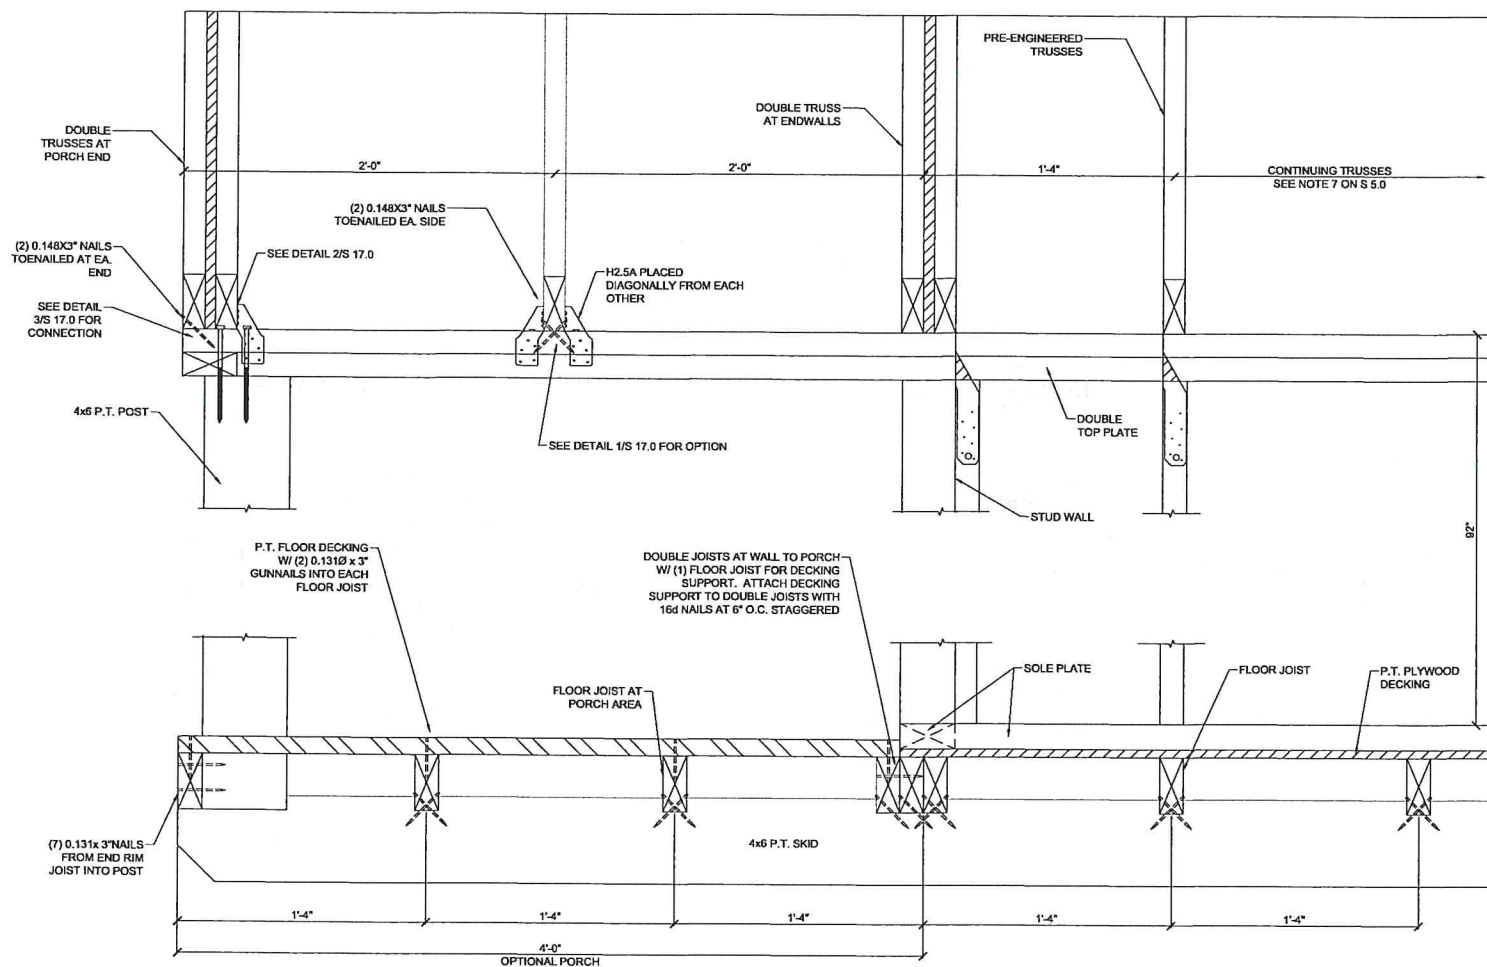 PRE-ENGINEERED
TRUSSES
DOUBLE TRUSS
AT ENDWALLS
DOUBLE
TRUSSES AT
PORCH END
2'-0"
2'-0"
1'-4"
CONTINUING TRUSSES
SEE NOTE 7 ON S 5.0
(2) 0.148X3" NAILS
TOENAILED EA. SIDE
(2) 0.148X3" NAILS
TOENAILED AT EA.
END
SEE DETAIL 2/S 17.0
H2.5A PLACED
DIAGONALLY FROM EACH
OTHER
SEE DETAIL
3/S 17.0 FOR
CONNECTION
4x6 P.T. POST
SEE DETAIL 1/S 17.0 FOR OPTION
DOUBLE
TOP PLATE
STUD WALL
92"
P.T. FLOOR DECKING
W/ (2) 0.131Ø x 3"
GUNNAILS INTO EACH
FLOOR JOIST
DOUBLE JOISTS AT WALL TO PORCH
W/ (1) FLOOR JOIST FOR DECKING
SUPPORT. ATTACH DECKING
SUPPORT TO DOUBLE JOISTS WITH
16d NAILS AT 6" O.C. STAGGERED
FLOOR JOIST AT
PORCH AREA
SOLE PLATE
FLOOR JOIST
P.T. PLYWOOD
DECKING
(7) 0.131x 3"NAILS
FROM END RIM
JOIST INTO POST
4x6 P.T. SKID
1'-4"
1'-4"
1'-4"
1'-4"
1'-4"
4'-0"
OPTIONAL PORCH